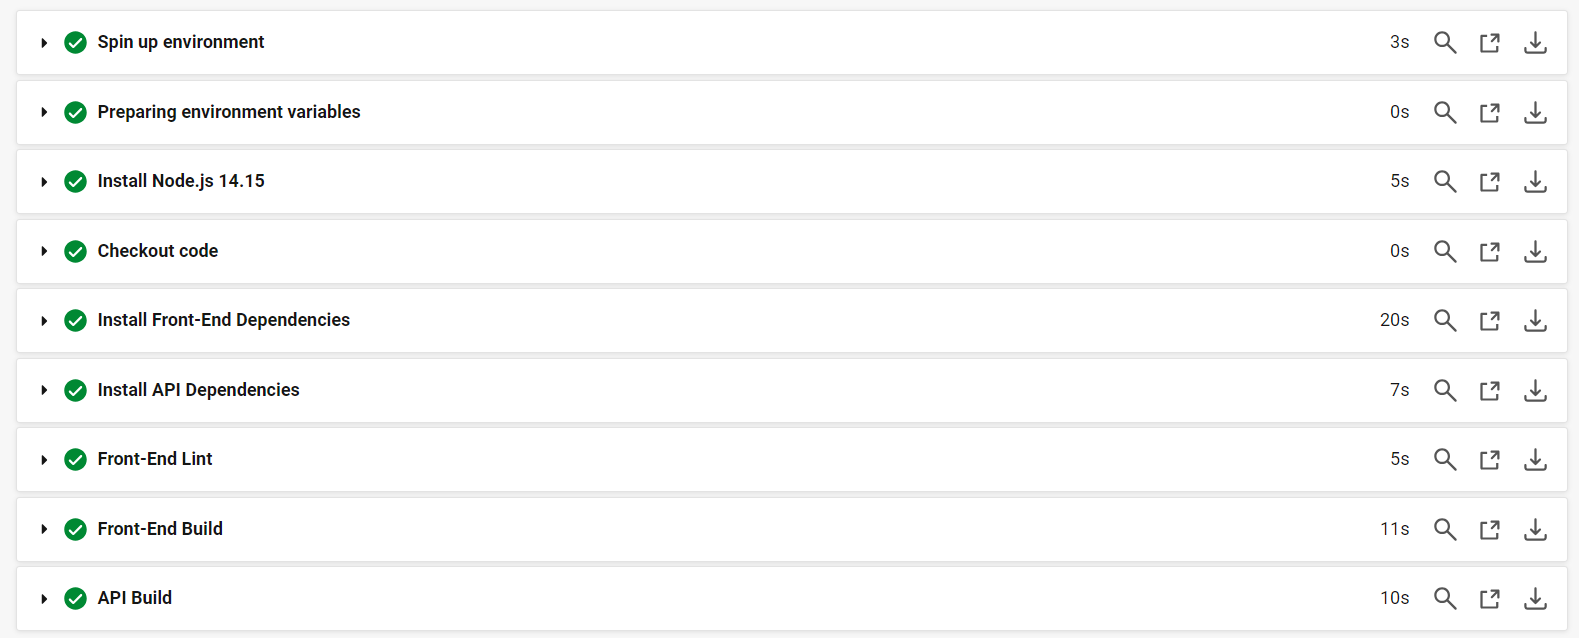 Spin up environment 3s
Preparing environment variables 0s
Install Node.js 14.15 5s
Checkout code 0s
Install Front-End Dependencies 20s
Install API Dependencies 7s
Front-End Lint 5s
Front-End Build 11s
API Build 10s